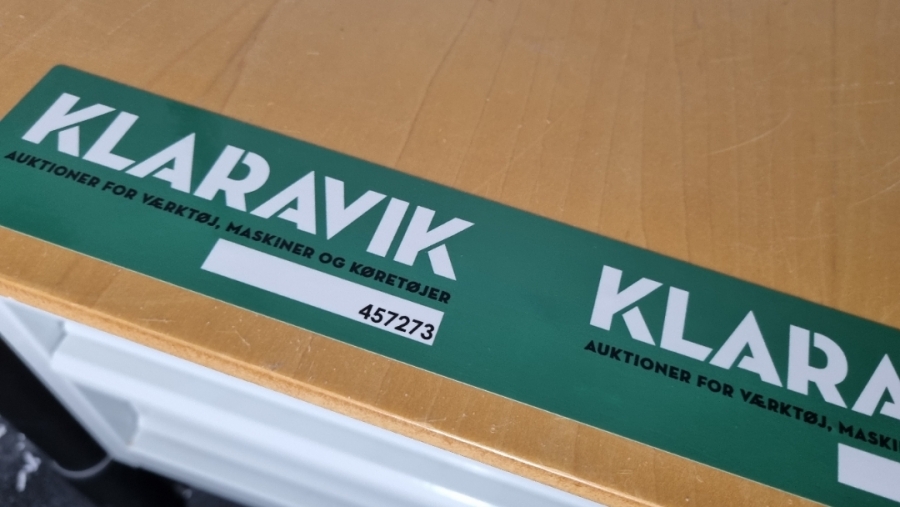 KLARAVIK
AUKTIONER FOR VÆRKTØJ, MASKINER OG KØRETØJER
457273
KLARA
AUKTIONER FOR VÆRKTØJ, MASKI